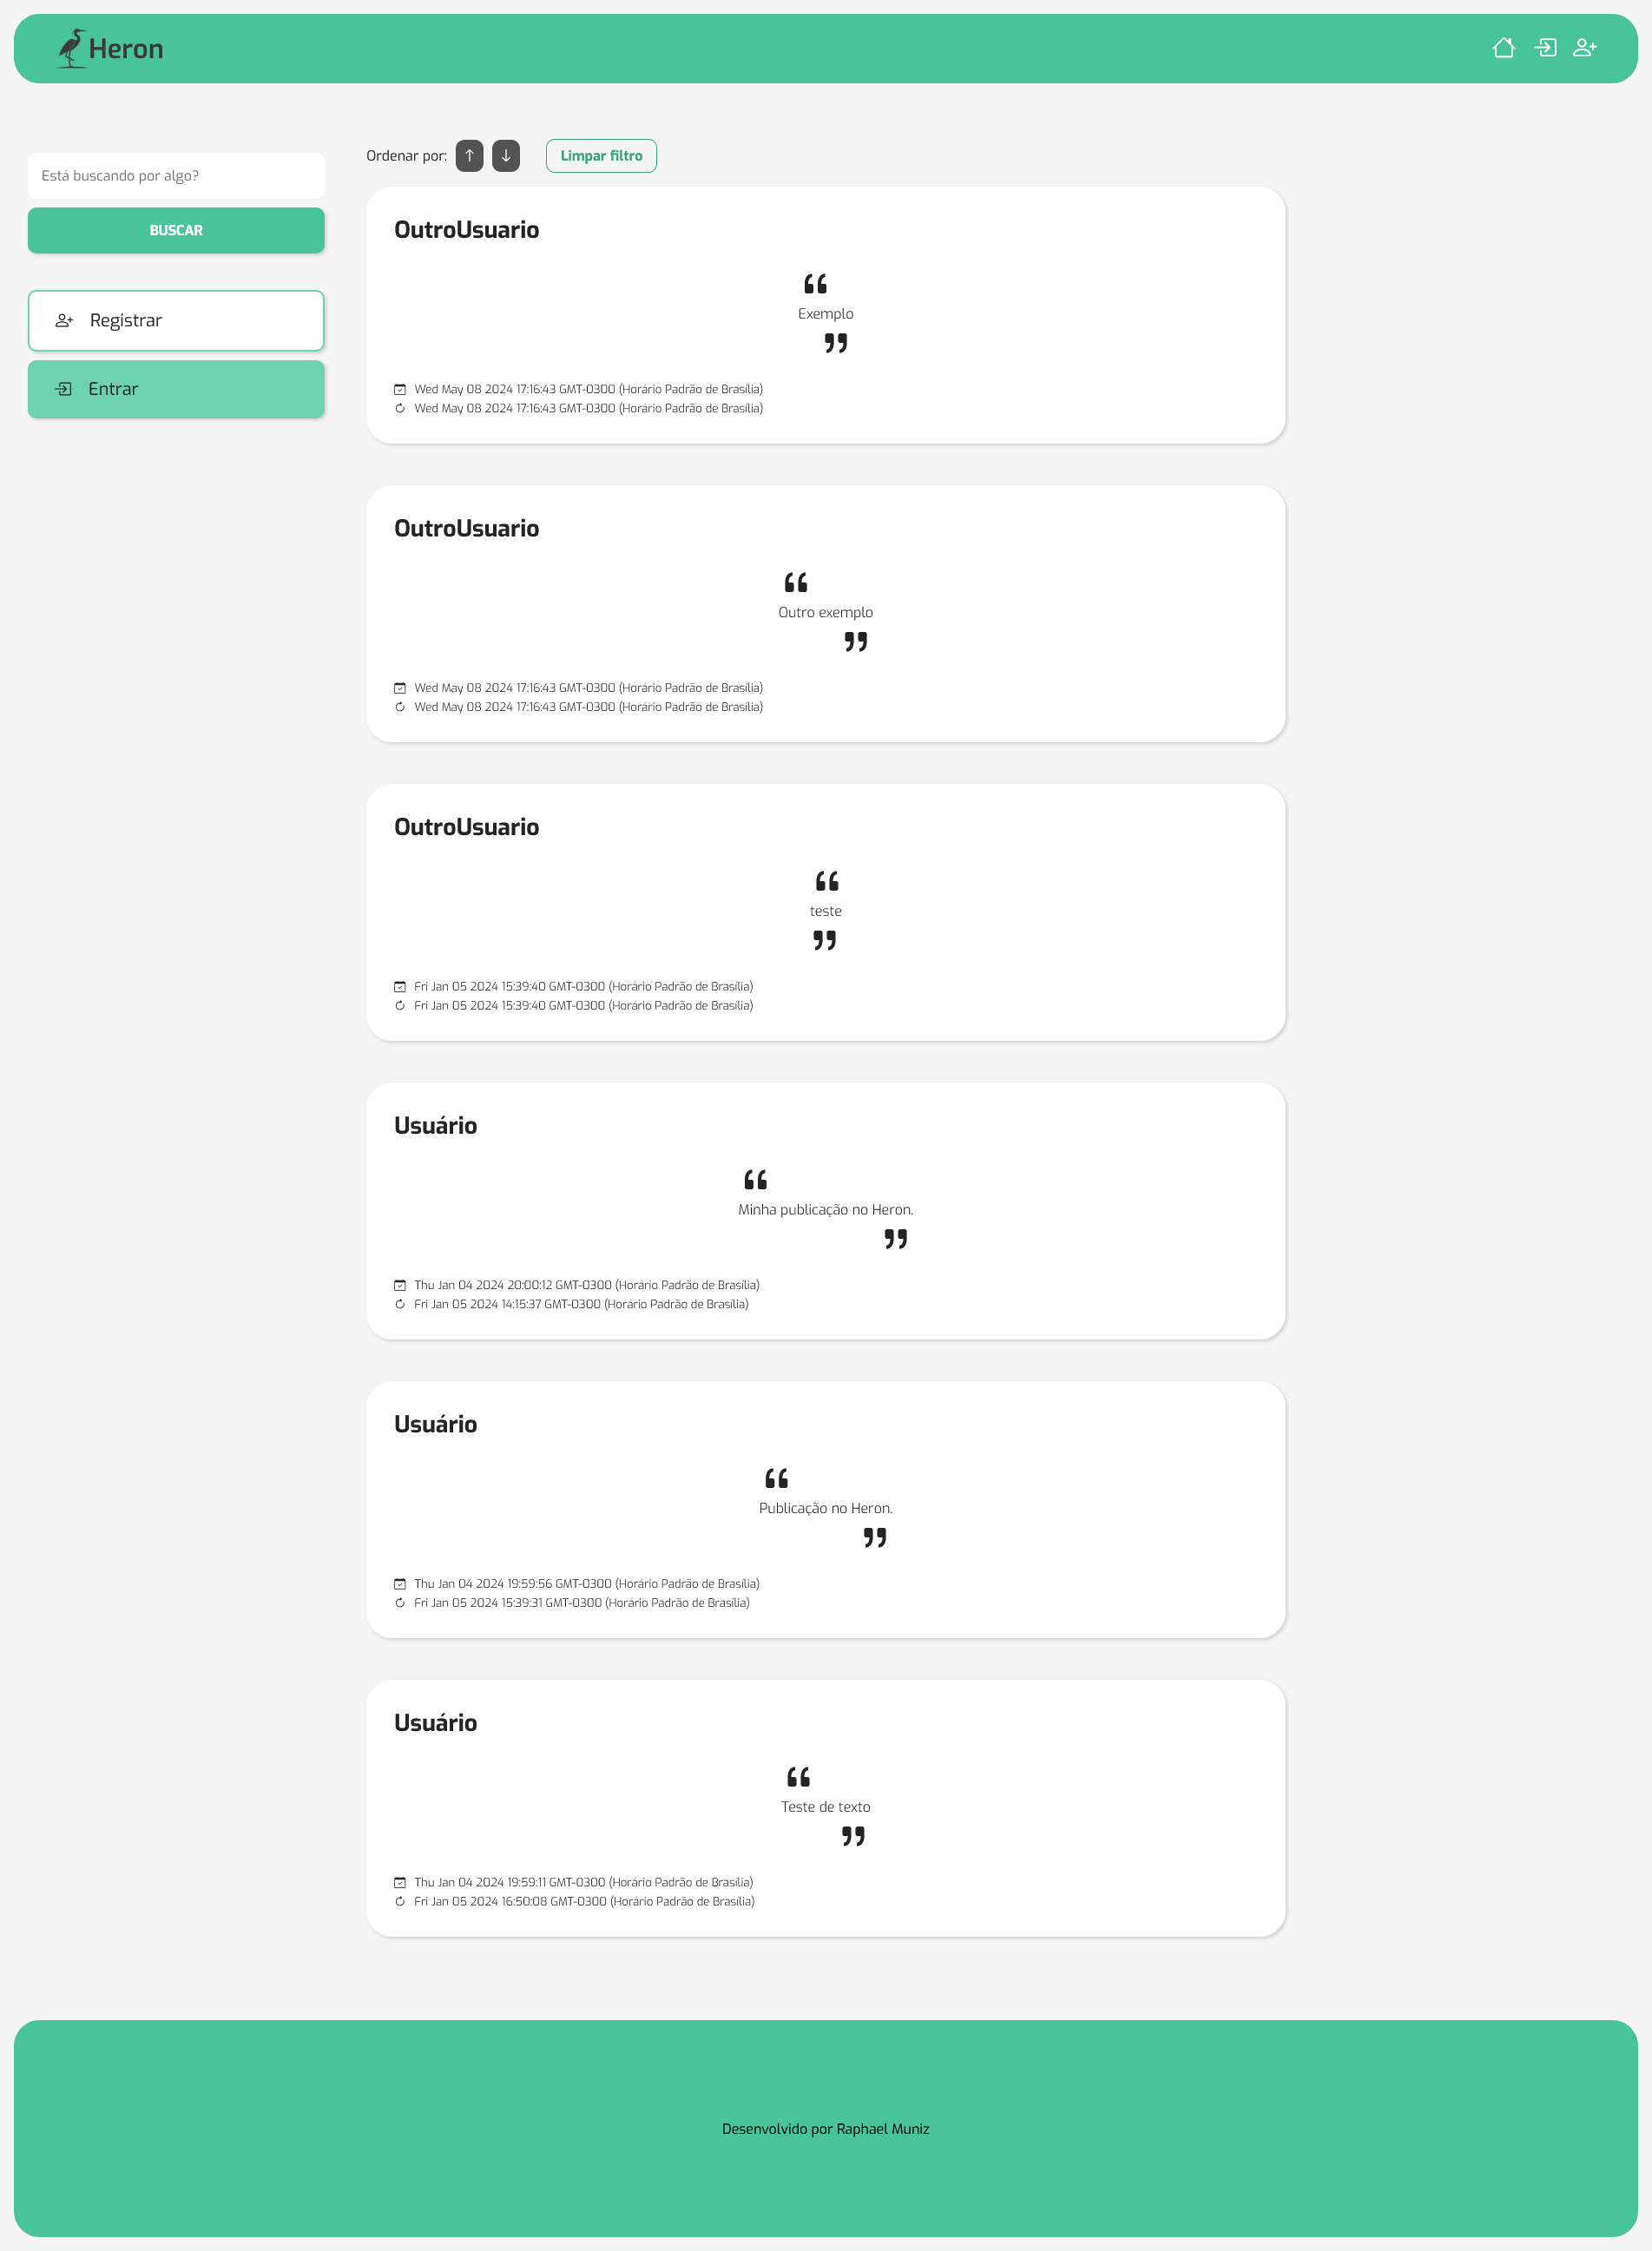 Heron
Ordenar por:
Limpar filtro
Está buscando por algo?
BUSCAR
Registrar
Entrar
OutroUsuario
“
Exemplo
”
Wed May 08 2024 17:16:43 GMT-0300 (Horário Padrão de Brasília)
Wed May 08 2024 17:16:43 GMT-0300 (Horário Padrão de Brasília)
OutroUsuario
“
Outro exemplo
”
Wed May 08 2024 17:16:43 GMT-0300 (Horário Padrão de Brasília)
Wed May 08 2024 17:16:43 GMT-0300 (Horário Padrão de Brasília)
OutroUsuario
“
teste
”
Fri Jan 05 2024 15:39:40 GMT-0300 (Horário Padrão de Brasília)
Fri Jan 05 2024 15:39:40 GMT-0300 (Horário Padrão de Brasília)
Usuário
“
Minha publicação no Heron.
”
Thu Jan 04 2024 20:00:12 GMT-0300 (Horário Padrão de Brasília)
Fri Jan 05 2024 14:15:37 GMT-0300 (Horário Padrão de Brasília)
Usuário
“
Publicação no Heron.
”
Thu Jan 04 2024 19:59:56 GMT-0300 (Horário Padrão de Brasília)
Fri Jan 05 2024 15:39:31 GMT-0300 (Horário Padrão de Brasília)
Usuário
“
Teste de texto
”
Thu Jan 04 2024 19:59:11 GMT-0300 (Horário Padrão de Brasília)
Fri Jan 05 2024 16:50:08 GMT-0300 (Horário Padrão de Brasília)
Desenvolvido por Raphael Muniz